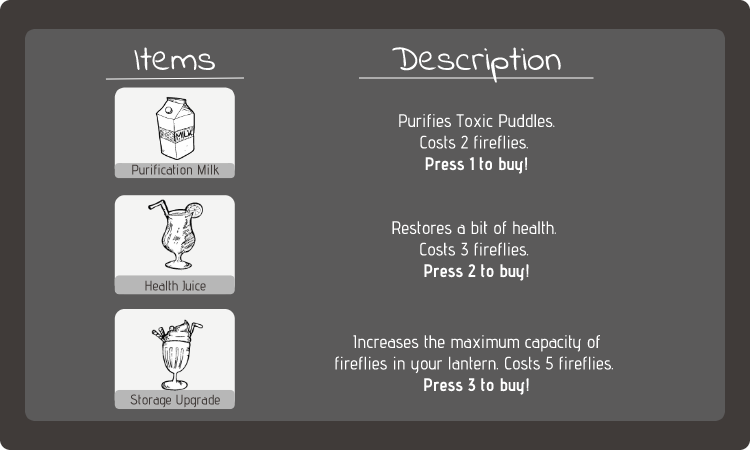 Items
Description
MILK
Purification Milk
Purifies Toxic Puddles.
Costs 2 fireflies.
Press 1 to buy!
Health Juice
Restores a bit of health.
Costs 3 fireflies.
Press 2 to buy!
Storage Upgrade
Increases the maximum capacity of
fireflies in your lantern. Costs 5 fireflies.
Press 3 to buy!